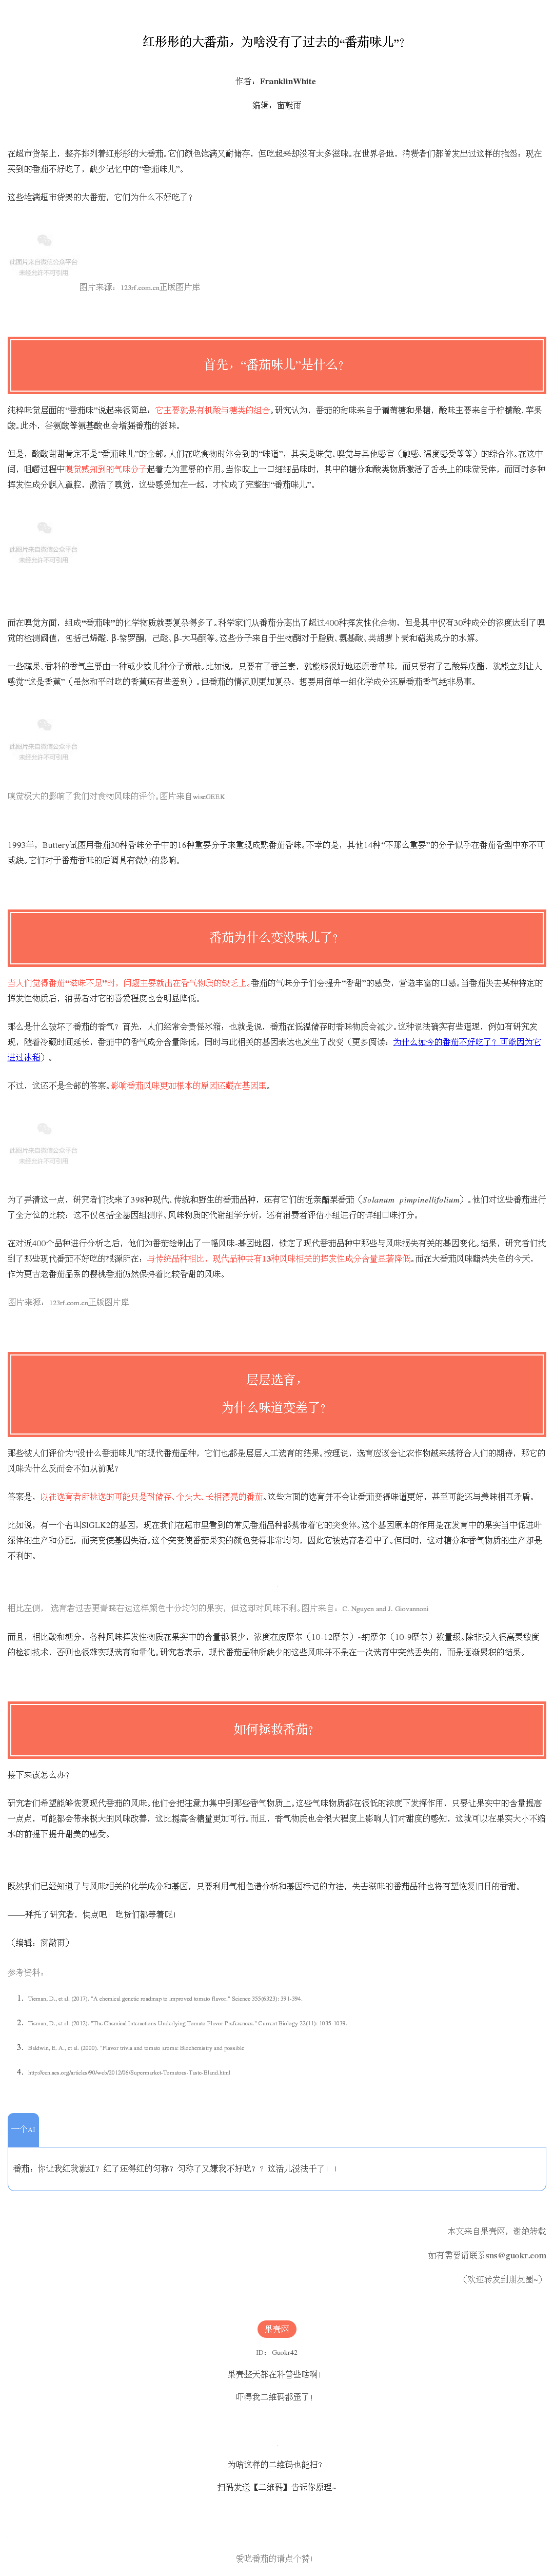 红彤彤的大番茄，为啥没有了过去的“番茄味儿”？
作者：FranklinWhite
编辑：窗敲雨
在超市货架上，整齐排列着红彤彤的大番茄。它们颜色饱满又耐储存，但吃起来却没有太多滋味。在世界各地，消费者们都曾发出过这样的抱怨：现在
买到的番茄不好吃了，缺少记忆中的“番茄味儿”。
这些堆满超市货架的大番茄，它们为什么不好吃了？
此图片来自微信公众平台
未经允许不可引用
图片来源：123rf.com.cn正版图片库
首先，“番茄味儿”是什么？
纯粹味觉层面的“番茄味”说起来很简单：它主要就是有机酸与糖类的组合。研究认为，番茄的甜味来自于葡萄糖和果糖，酸味主要来自于柠檬酸、苹果
酸。此外，谷氨酸等氨基酸也会增强番茄的滋味。
但是，酸酸甜甜肯定不是“番茄味儿”的全部。人们在吃食物时体会到的“味道”，其实是味觉、嗅觉与其他感官（触感、温度感受等等）的综合体。在这中
间，咀嚼过程中嗅觉感知到的气味分子起着尤为重要的作用。当你咬上一口细细品味时，其中的糖分和酸类物质激活了舌头上的味觉受体，而同时多种
挥发性成分飘入鼻腔，激活了嗅觉，这些感受加在一起，才构成了完整的“番茄味儿”。
此图片来自微信公众平台
未经允许不可引用
而在嗅觉方面，组成“番茄味”的化学物质就要复杂得多了。科学家们从番茄分离出了超过400种挥发性化合物，但是其中仅有30种成分的浓度达到了嗅
觉的检测阈值，包括己烯醛、β-紫罗酮，己醛、β-大马酮等。这些分子来自于生物酶对于脂质、氨基酸、类胡萝卜素和萜类成分的水解。
一些蔬果、香料的香气主要由一种或少数几种分子贡献。比如说，只要有了香兰素，就能够很好地还原香草味，而只要有了乙酸异戊酯，就能立刻让人
感觉“这是香蕉”（虽然和平时吃的香蕉还有些差别）。但番茄的情况则更加复杂，想要用简单一组化学成分还原番茄香气绝非易事。
此图片来自微信公众平台
未经允许不可引用
嗅觉极大的影响了我们对食物风味的评价。图片来自wiseGEEK
1993年，Buttery试图用番茄30种香味分子中的16种重要分子来重现成熟番茄香味。不幸的是，其他14种“不那么重要”的分子似乎在番茄香型中亦不可
或缺。它们对于番茄香味的后调具有微妙的影响。
番茄为什么变没味儿了？
当人们觉得番茄“滋味不足”时，问题主要就出在香气物质的缺乏上。番茄的气味分子们会提升“香甜”的感受，营造丰富的口感。当番茄失去某种特定的
挥发性物质后，消费者对它的喜爱程度也会明显降低。
那么是什么破坏了番茄的香气？首先，人们经常会责怪冰箱，也就是说，番茄在低温储存时香味物质会减少。这种说法确实有些道理，例如有研究发
现，随着冷藏时间延长，番茄中的香气成分含量降低，同时与此相关的基因表达也发生了改变（更多阅读：为什么如今的番茄不好吃了？可能因为它
进过冰箱）。
不过，这还不是全部的答案。影响番茄风味更加根本的原因还藏在基因里。
此图片来自微信公众平台
未经允许不可引用
为了弄清这一点，研究者们找来了398种现代、传统和野生的番茄品种，还有它们的近亲醋栗番茄（Solanum pimpinellifolium）。他们对这些番茄进行
了全方位的比较，这不仅包括全基因组测序、风味物质的代谢组学分析，还有消费者评估小组进行的详细口味打分。
在对近400个品种进行分析之后，他们为番茄绘制出了一幅风味-基因地图，锁定了现代番茄品种中那些与风味损失有关的基因变化。结果，研究者们找
到了那些现代番茄不好吃的根源所在，与传统品种相比，现代品种共有13种风味相关的挥发性成分含量显著降低。而在大番茄风味黯然失色的今天，
作为更古老番茄品系的樱桃番茄仍然保持着比较香甜的风味。
图片来源：123rf.com.cn正版图片库
层层选育，
为什么味道变差了？
那些被人们评价为“没什么番茄味儿”的现代番茄品种，它们也都是层层人工选育的结果。按理说，选育应该会让农作物越来越符合人们的期待，那它的
风味为什么反而会不如从前呢？
答案是，以往选育者所挑选的可能只是耐储存、个头大、长相漂亮的番茄。这些方面的选育并不会让番茄变得味道更好，甚至可能还与美味相互矛盾。
比如说，有一个名叫SlGLK2的基因，现在我们在超市里看到的常见番茄品种都携带着它的突变体。这个基因原本的作用是在发育中的果实当中促进叶
绿体的生产和分配，而突变使基因失活。这个突变使番茄果实的颜色变得非常均匀，因此它被选育者看中了。但同时，这对糖分和香气物质的生产却是
不利的。
相比左侧， 选育者过去更青睐右边这样颜色十分均匀的果实，但这却对风味不利。图片来自：C. Nguyen and J. Giovannoni
而且，相比酸和糖分，各种风味挥发性物质在果实中的含量都很少，浓度在皮摩尔（10-12摩尔）~纳摩尔（10-9摩尔）数量级。除非投入很高灵敏度
的检测技术，否则也很难实现选育和量化。研究者表示，现代番茄品种所缺少的这些风味并不是在一次选育中突然丢失的，而是逐渐累积的结果。
如何拯救番茄？
接下来该怎么办？
研究者们希望能够恢复现代番茄的风味。他们会把注意力集中到那些香气物质上。这些气味物质都在很低的浓度下发挥作用，只要让果实中的含量提高
一点点，可能都会带来极大的风味改善，这比提高含糖量更加可行。而且，香气物质也会很大程度上影响人们对甜度的感知，这就可以在果实大小不缩
水的前提下提升甜美的感受。
既然我们已经知道了与风味相关的化学成分和基因，只要利用气相色谱分析和基因标记的方法，失去滋味的番茄品种也将有望恢复旧日的香甜。
——拜托了研究者，快点吧！吃货们都等着呢！
（编辑：窗敲雨）
参考资料：
1. Tieman, D., et al. (2017). "A chemical genetic roadmap to improved tomato flavor." Science 355(6323): 391-394.
2. Tieman, D., et al. (2012). "The Chemical Interactions Underlying Tomato Flavor Preferences." Current Biology 22(11): 1035-1039.
3. Baldwin, E. A., et al. (2000). "Flavor trivia and tomato aroma: Biochemistry and possible
4. http://cen.acs.org/articles/90/web/2012/06/Supermarket-Tomatoes-Taste-Bland.html
一个AI
番茄：你让我红我就红？红了还得红的匀称？匀称了又嫌我不好吃？？这活儿没法干了！！
本文来自果壳网，谢绝转载
如有需要请联系sns@guokr.com
（欢迎转发到朋友圈~）
果壳网
ID：Guokr42
果壳整天都在科普些啥啊！
吓得我二维码都歪了！
为啥这样的二维码也能扫？
扫码发送【二维码】告诉你原理~
爱吃番茄的请点个赞！